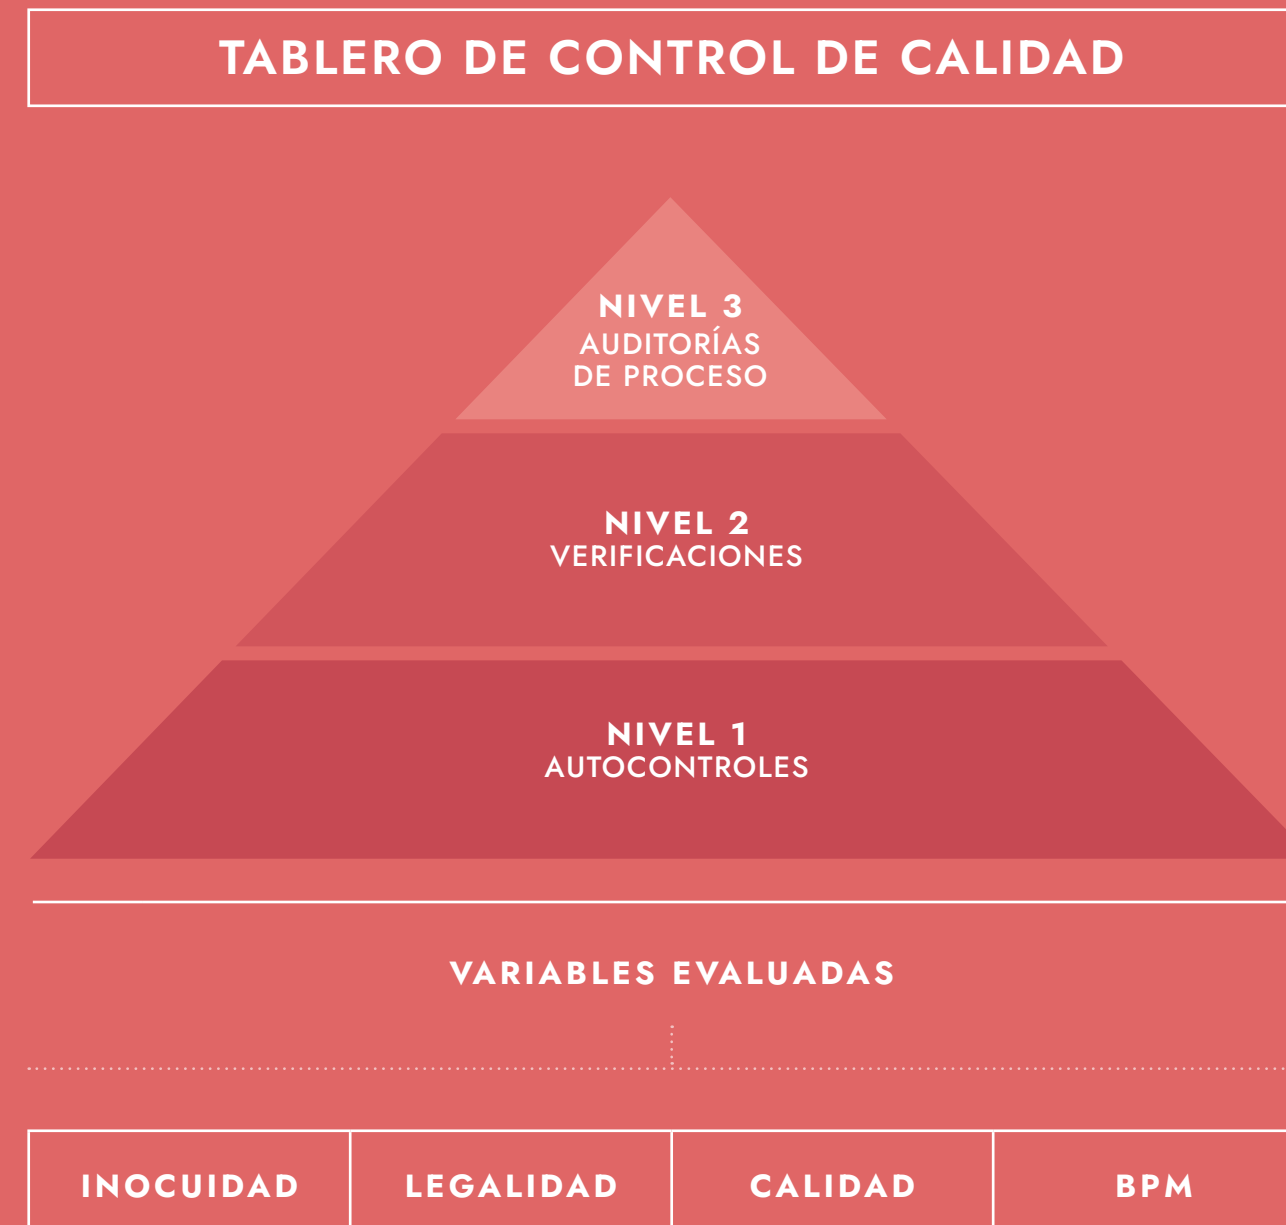 TABLERO DE CONTROL DE CALIDAD
NIVEL 3
AUDITORÍAS
DE PROCESO
NIVEL 2
VERIFICACIONES
NIVEL 1
AUTOCONTROLES
VARIABLES EVALUADAS
INOCUIDAD
LEGALIDAD
CALIDAD
BPM